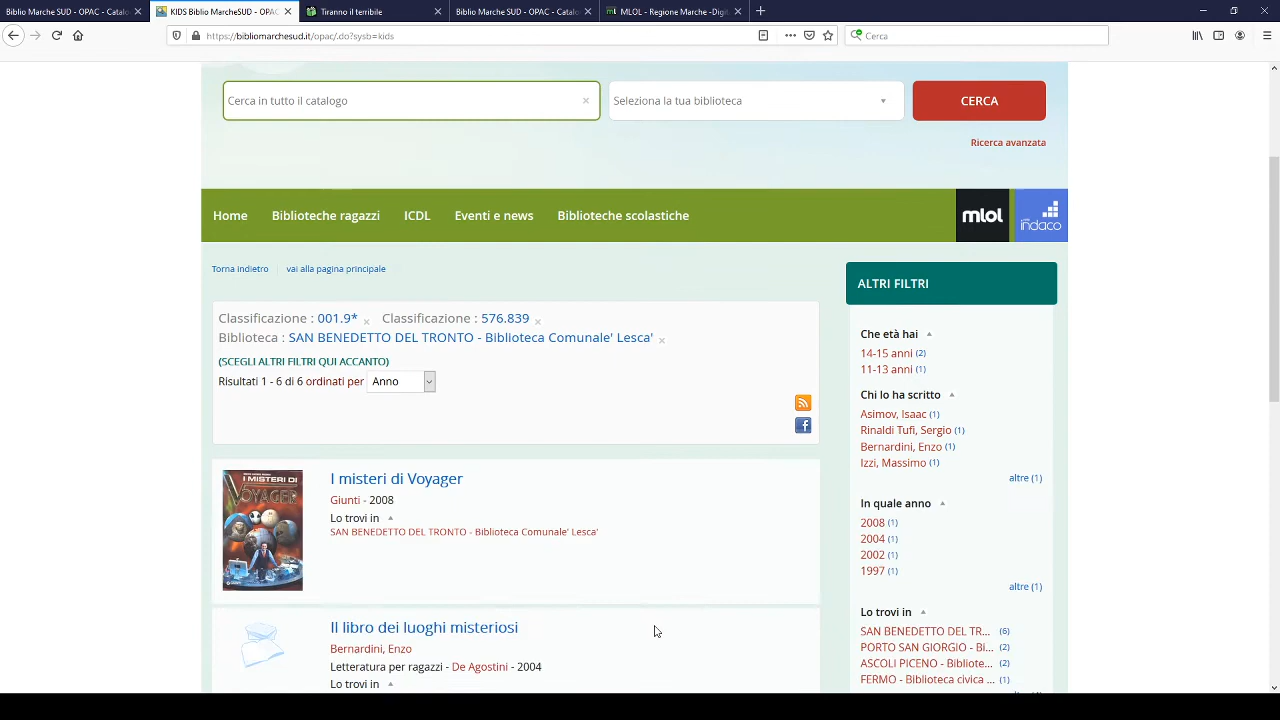 Biblio Marche SUD - OPAC - Catalo
KIDS Biblio MarcheSUD - OPAC
Tiranno il terribile
Biblio Marche SUD - OPAC - Catalo
MLOL - Regione Marche -Digit
https://bibliomarchesud.it/opac/.do?sysb=kids
Cerca
Cerca in tutto il catalogo
Seleziona la tua biblioteca
CERCA
Ricerca avanzata
Home
Biblioteche ragazzi
ICDL
Eventi e news
Biblioteche scolastiche
mlol
indaco
Torna indietro
vai alla pagina principale
Classificazione : 001.9* Classificazione : 576.839
Biblioteca : SAN BENEDETTO DEL TRONTO - Biblioteca Comunale' Lesca'
(SCEGLI ALTRI FILTRI QUI ACCANTO)
Risultati 1 - 6 di 6 ordinati per Anno
I MISTERI DI
VOYAGER
I misteri di Voyager
Giunti - 2008
Lo trovi in
SAN BENEDETTO DEL TRONTO - Biblioteca Comunale' Lesca'
Il libro dei luoghi misteriosi
Bernardini, Enzo
Letteratura per ragazzi - De Agostini - 2004
Lo trovi in
ALTRI FILTRI
Che età hai
14-15 anni (2)
11-13 anni (1)
Chi lo ha scritto
Asimov, Isaac (1)
Rinaldi Tufi, Sergio (1)
Bernardini, Enzo (1)
Izzi, Massimo (1)
altre (1)
In quale anno
2008 (1)
2004 (1)
2002 (1)
1997 (1)
altre (1)
Lo trovi in
SAN BENEDETTO DEL TR... (6)
PORTO SAN GIORGIO - Bi... (2)
ASCOLI PICENO - Bibliote... (2)
FERMO - Biblioteca civica ... (1)